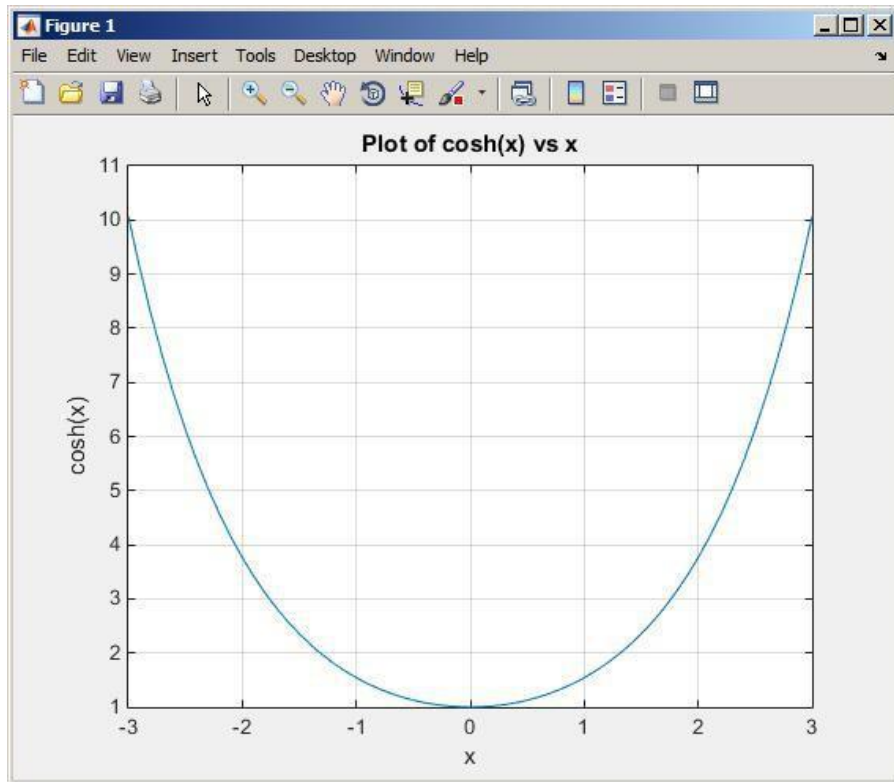 Figure 1
File Edit View Insert Tools Desktop Window Help
Plot of cosh(x) vs x
11
10
9
8
7
6
5
4
3
2
1
cosh(x)
-3 -2 -1 0 1 2 3
x